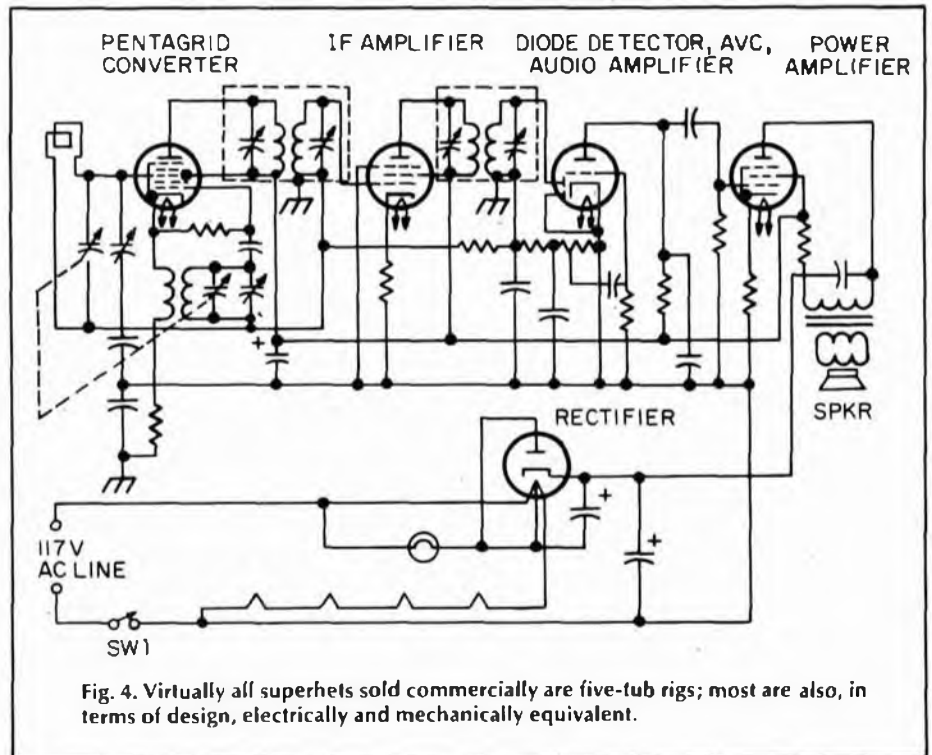 PENTAGRID
CONVERTER
IF AMPLIFIER
DIODE DETECTOR, AVC,
AUDIO AMPLIFIER
POWER
AMPLIFIER
+
SPKR
RECTIFIER
+
+
117V
AC LINE
SW1
Fig. 4. Virtually all superhets sold commercially are five-tub rigs; most are also, in
terms of design, electrically and mechanically equivalent.